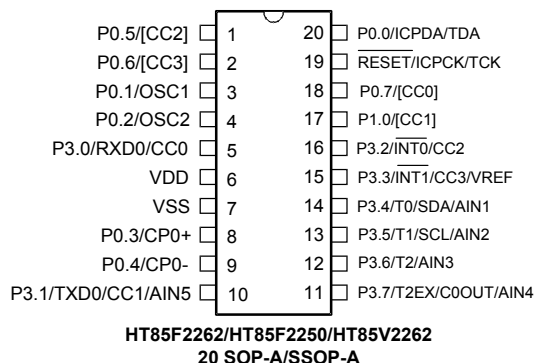 P0.5/[CC2] 1 20 P0.0/ICPDA/TDA
P0.6/[CC3] 2 19 RESET/ICPCK/TCK
P0.1/OSC1 3 18 P0.7/[CC0]
P0.2/OSC2 4 17 P1.0/[CC1]
P3.0/RXD0/CC0 5 16 P3.2/INT0/CC2
VDD 6 15 P3.3/INT1/CC3/VREF
VSS 7 14 P3.4/T0/SDA/AIN1
P0.3/CP0+ 8 13 P3.5/T1/SCL/AIN2
P0.4/CP0- 9 12 P3.6/T2/AIN3
P3.1/TXD0/CC1/AIN5 10 11 P3.7/T2EX/C0OUT/AIN4
HT85F2262/HT85F2250/HT85V2262
20 SOP-A/SSOP-A